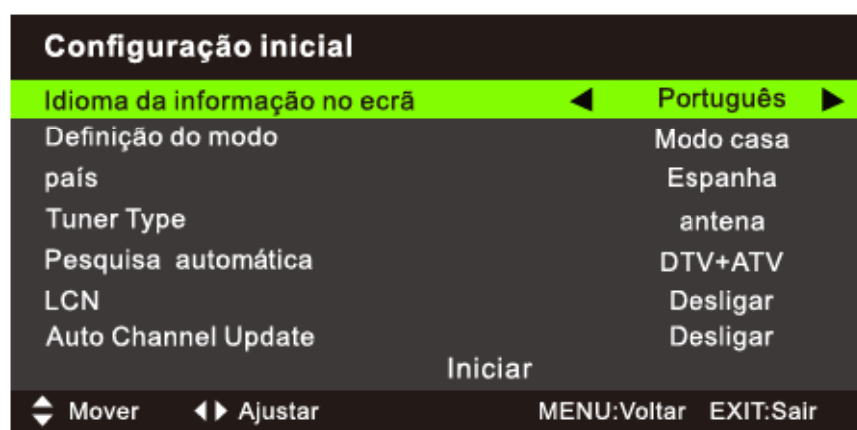 Configuração inicial
Idioma da informação no ecrã Português
Definição do modo Modo casa
país Espanha
Tuner Type antena
Pesquisa automática DTV+ATV
LCN Desligar
Auto Channel Update Desligar
Iniciar
Mover Ajustar MENU:Voltar EXIT:Sair